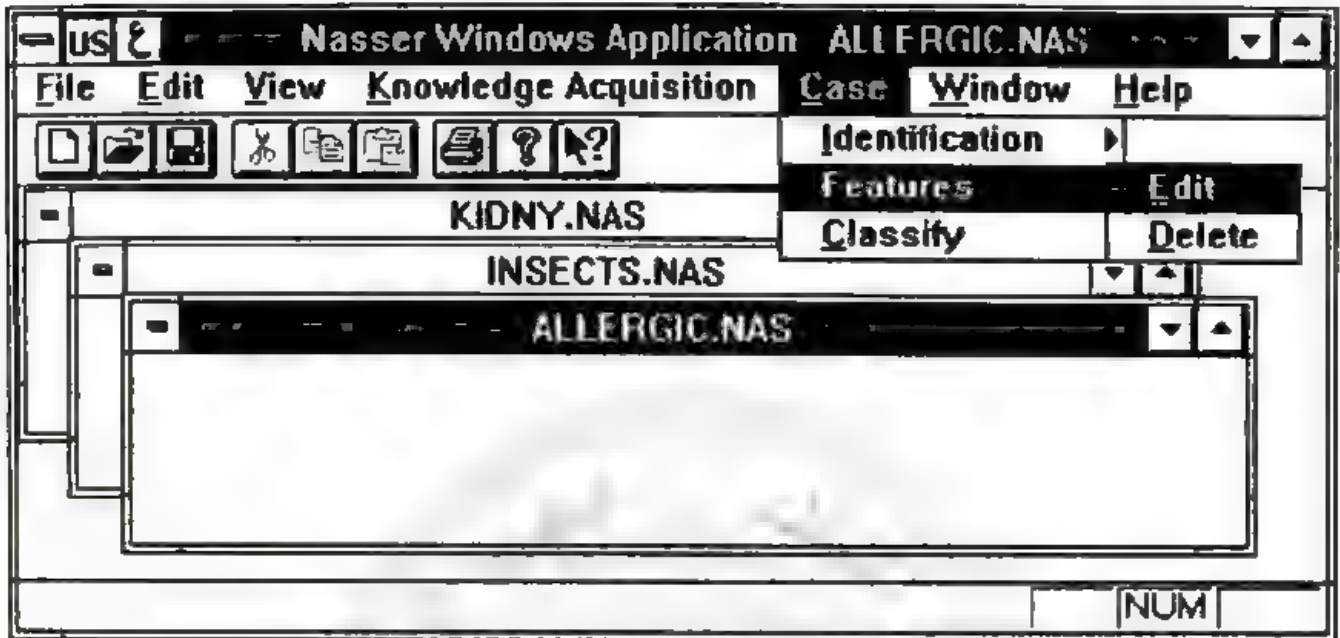 US ع Nasser Windows Application ALLERGIC.NAS
File Edit View Knowledge Acquisition Case Window Help
Identification
Features Edit
KIDNY.NAS
Classify Delete
INSECTS.NAS
ALLERGIC.NAS
NUM